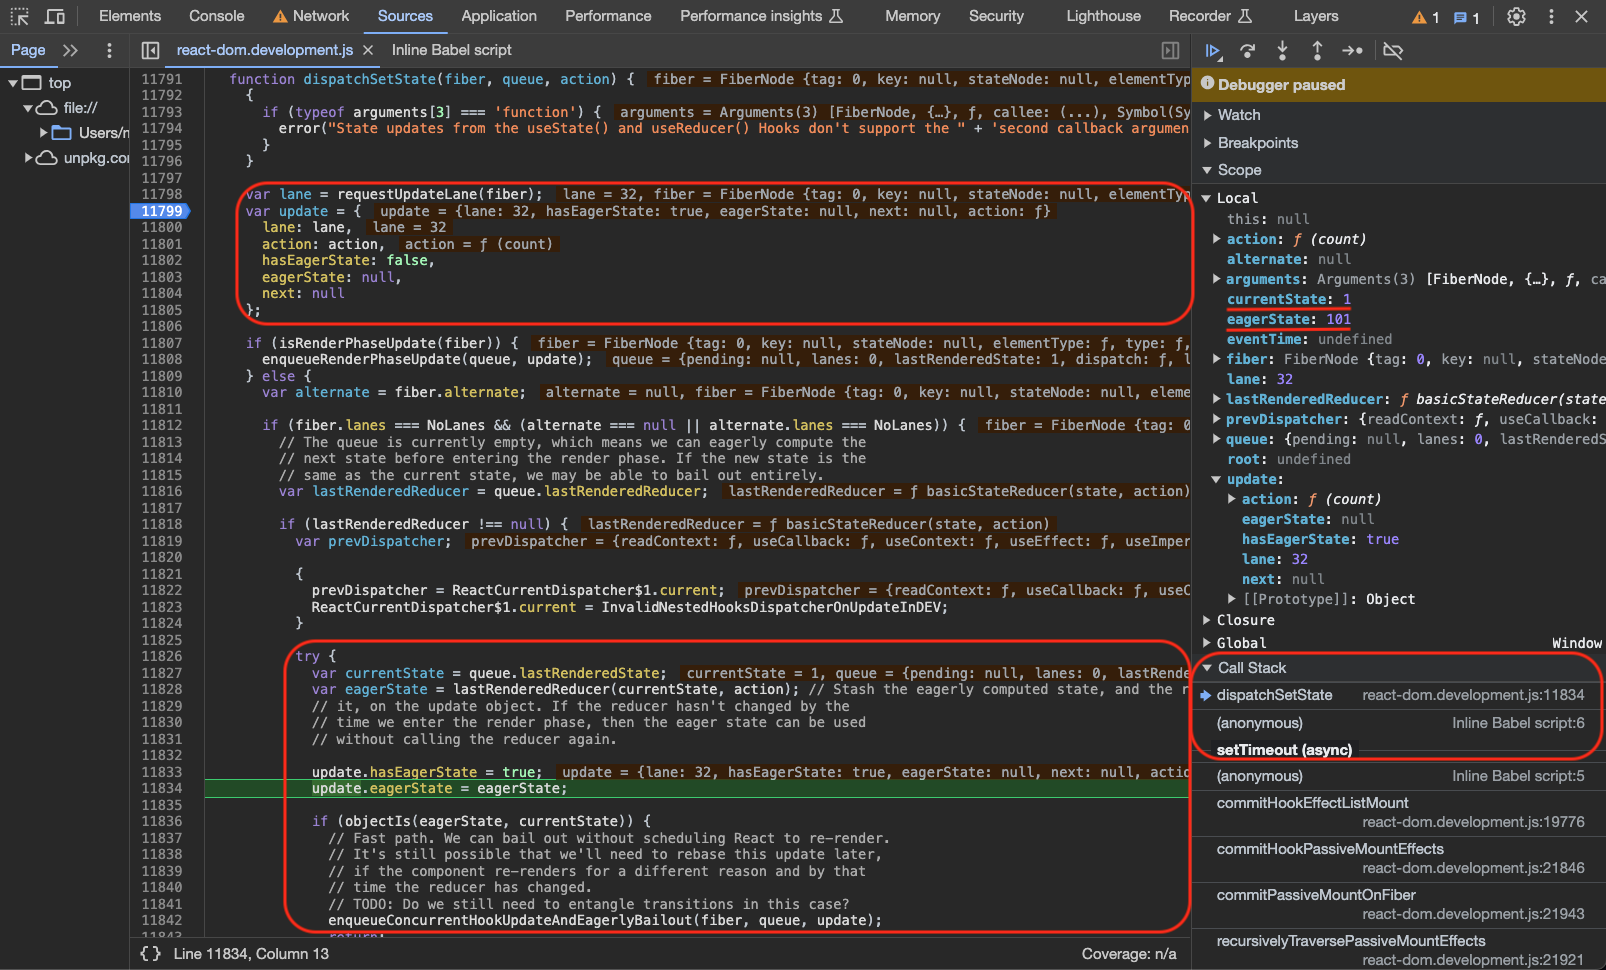 Elements Console Network Sources Application Performance Performance insights Memory Security Lighthouse Recorder Layers 1 1
Page react-dom.development.js Inline Babel script
top
file://
Users/n
unpkg.con
11791 function dispatchSetState(fiber, queue, action) { fiber = FiberNode {tag: 0, key: null, stateNode: null, elementTyp
11792 {
11793 if (typeof arguments[3] === 'function') { arguments = Arguments(3) [FiberNode, {…}, ƒ, callee: (...), Symbol(Sy
11794 error("State updates from the useState() and useReducer() Hooks don't support the " + 'second callback argumen
11795 }
11796 }
11797
11798 var lane = requestUpdateLane(fiber); lane = 32, fiber = FiberNode {tag: 0, key: null, stateNode: null, elementTyp
11799 var update = { update = {lane: 32, hasEagerState: true, eagerState: null, next: null, action: ƒ}
11800 lane: lane, lane = 32
11801 action: action, action = ƒ (count)
11802 hasEagerState: false,
11803 eagerState: null,
11804 next: null
11805 };
11806
11807 if (isRenderPhaseUpdate(fiber)) { fiber = FiberNode {tag: 0, key: null, stateNode: null, elementType: ƒ, type: ƒ,
11808 enqueueRenderPhaseUpdate(queue, update); queue = {pending: null, lanes: 0, lastRenderedState: 1, dispatch: ƒ, l
11809 } else {
11810 var alternate = fiber.alternate; alternate = null, fiber = FiberNode {tag: 0, key: null, stateNode: null, eleme
11811
11812 if (fiber.lanes === NoLanes && (alternate === null || alternate.lanes === NoLanes)) { fiber = FiberNode {tag: 0
11813 // The queue is currently empty, which means we can eagerly compute the
11814 // next state before entering the render phase. If the new state is the
11815 // same as the current state, we may be able to bail out entirely.
11816 var lastRenderedReducer = queue.lastRenderedReducer; lastRenderedReducer = ƒ basicStateReducer(state, action)
11817
11818 if (lastRenderedReducer !== null) { lastRenderedReducer = ƒ basicStateReducer(state, action)
11819 var prevDispatcher; prevDispatcher = {readContext: ƒ, useCallback: ƒ, useContext: ƒ, useEffect: ƒ, useImper
11820
11821 {
11822 prevDispatcher = ReactCurrentDispatcher$1.current; prevDispatcher = {readContext: ƒ, useCallback: ƒ, useC
11823 ReactCurrentDispatcher$1.current = InvalidNestedHooksDispatcherOnUpdateInDEV;
11824 }
11825
11826 try {
11827 var currentState = queue.lastRenderedState; currentState = 1, queue = {pending: null, lanes: 0, lastRende
11828 var eagerState = lastRenderedReducer(currentState, action); // Stash the eagerly computed state, and the r
11829 // it, on the update object. If the reducer hasn't changed by the
11830 // time we enter the render phase, then the eager state can be used
11831 // without calling the reducer again.
11832
11833 update.hasEagerState = true; update = {lane: 32, hasEagerState: true, eagerState: null, next: null, actio
11834 update.eagerState = eagerState;
11835
11836 if (objectIs(eagerState, currentState)) {
11837 // Fast path. We can bail out without scheduling React to re-render.
11838 // It's still possible that we'll need to rebase this update later,
11839 // if the component re-renders for a different reason and by that
11840 // time the reducer has changed.
11841 // TODO: Do we still need to entangle transitions in this case?
11842 enqueueConcurrentHookUpdateAndEagerlyBailout(fiber, queue, update);
11843 return;
{} Line 11834, Column 13 Coverage: n/a
Debugger paused
Watch
Breakpoints
Scope
Local
this: null
action: ƒ (count)
alternate: null
arguments: Arguments(3) [FiberNode, {…}, ƒ, ca
currentState: 1
eagerState: 101
eventTime: undefined
fiber: FiberNode {tag: 0, key: null, stateNode
lane: 32
lastRenderedReducer: ƒ basicStateReducer(state
prevDispatcher: {readContext: ƒ, useCallback:
queue: {pending: null, lanes: 0, lastRenderedS
root: undefined
update:
action: ƒ (count)
eagerState: null
hasEagerState: true
lane: 32
next: null
[[Prototype]]: Object
Closure
Global Window
Call Stack
dispatchSetState react-dom.development.js:11834
(anonymous) Inline Babel script:6
setTimeout (async)
(anonymous) Inline Babel script:5
commitHookEffectListMount
react-dom.development.js:19776
commitHookPassiveMountEffects
react-dom.development.js:21846
commitPassiveMountOnFiber
react-dom.development.js:21943
recursivelyTraversePassiveMountEffects
react-dom.development.js:21921